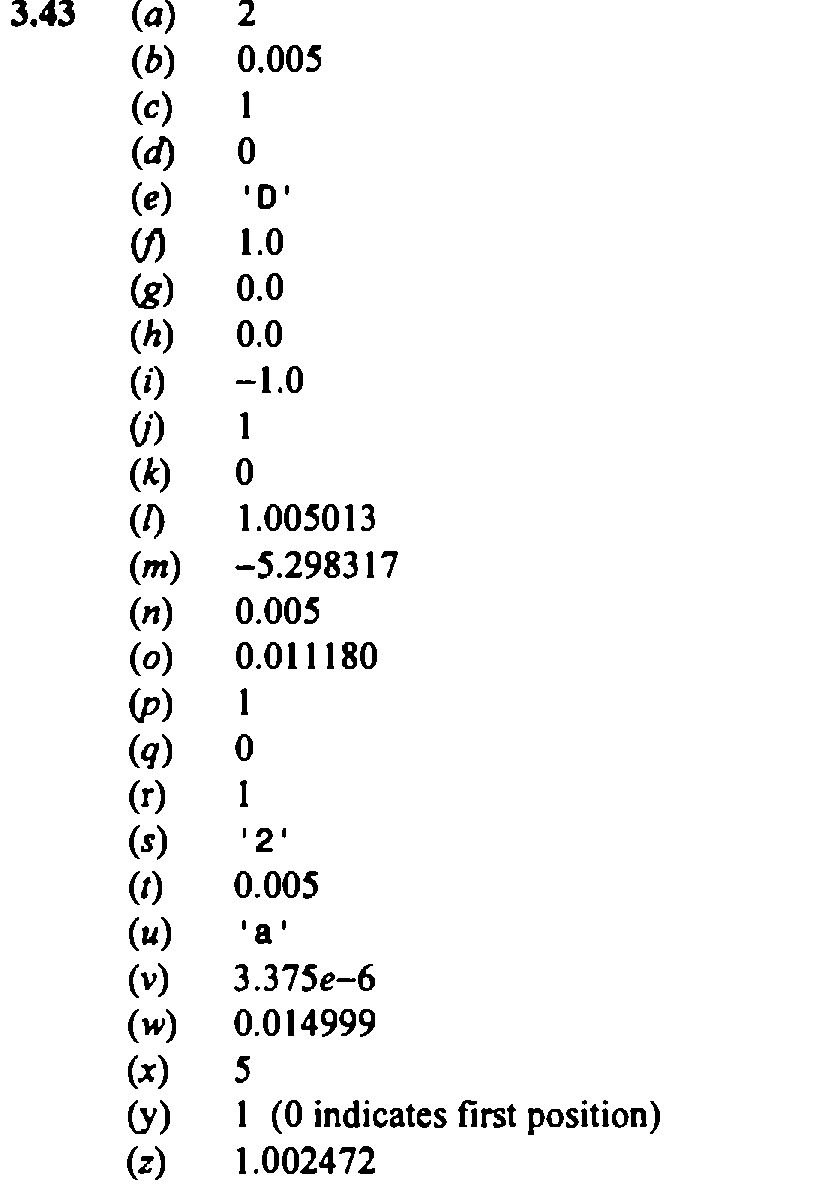 3.43 (a) 2
(b) 0.005
(c) 1
(d) 0
(e) 'D'
(f) 1.0
(g) 0.0
(h) 0.0
(i) –1.0
(j) 1
(k) 0
(l) 1.005013
(m) –5.298317
(n) 0.005
(o) 0.011180
(p) 1
(q) 0
(r) 1
(s) '2'
(t) 0.005
(u) 'a'
(v) 3.375e–6
(w) 0.014999
(x) 5
(y) 1 (0 indicates first position)
(z) 1.002472